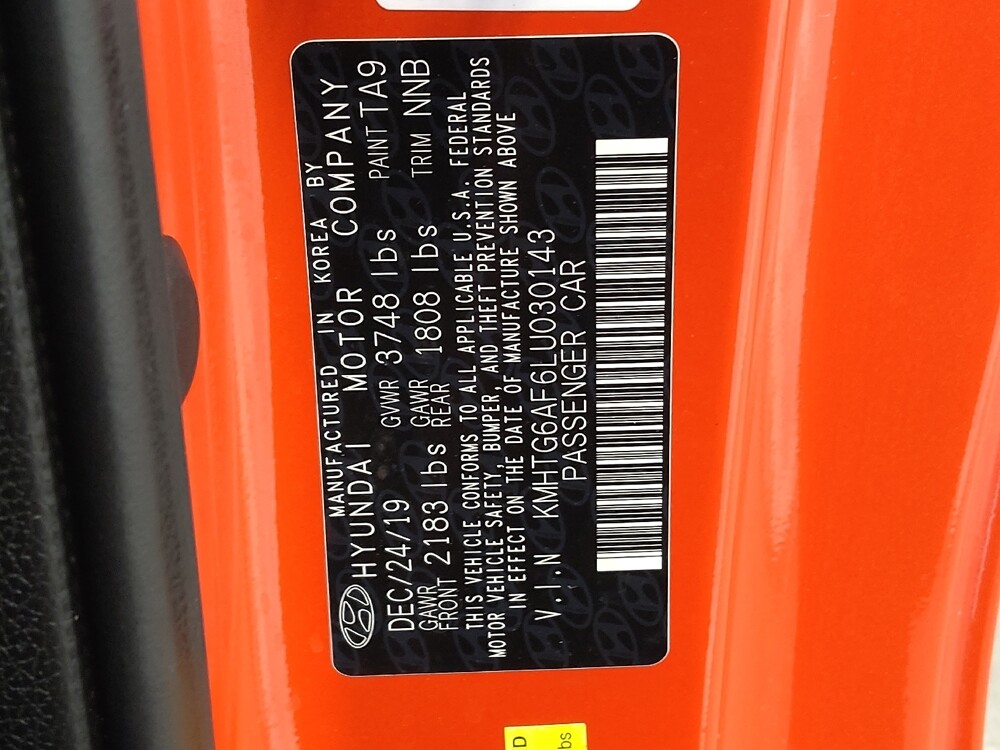 MANUFACTURED IN KOREA BY
HYUNDAI MOTOR COMPANY
DEC/24/19 GVWR 3748 lbs PAINT TA9
GAWR FRONT 2183 lbs GAWR REAR 1808 lbs TRIM NNB
THIS VEHICLE CONFORMS TO ALL APPLICABLE U.S.A. FEDERAL
MOTOR VEHICLE SAFETY, BUMPER, AND THEFT PREVENTION STANDARDS
IN EFFECT ON THE DATE OF MANUFACTURE SHOWN ABOVE
V.I.N KMHTG6AF6LU030143
PASSENGER CAR
D
bs